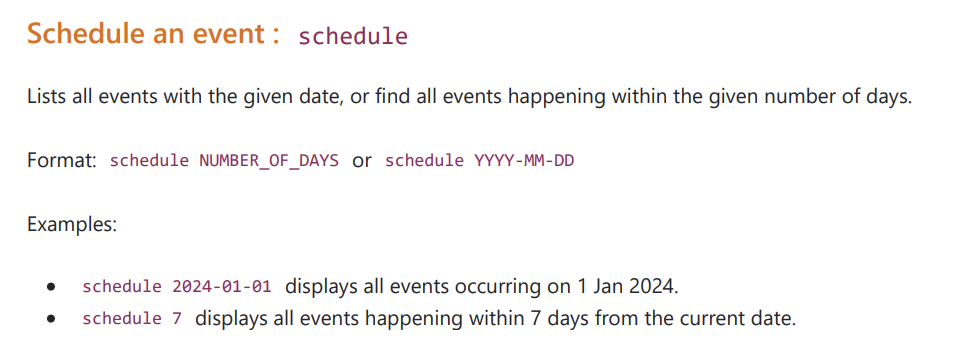 Schedule an event : schedule
Lists all events with the given date, or find all events happening within the given number of days.
Format: schedule NUMBER_OF_DAYS or schedule YYYY-MM-DD
Examples:
• schedule 2024-01-01 displays all events occurring on 1 Jan 2024.
• schedule 7 displays all events happening within 7 days from the current date.